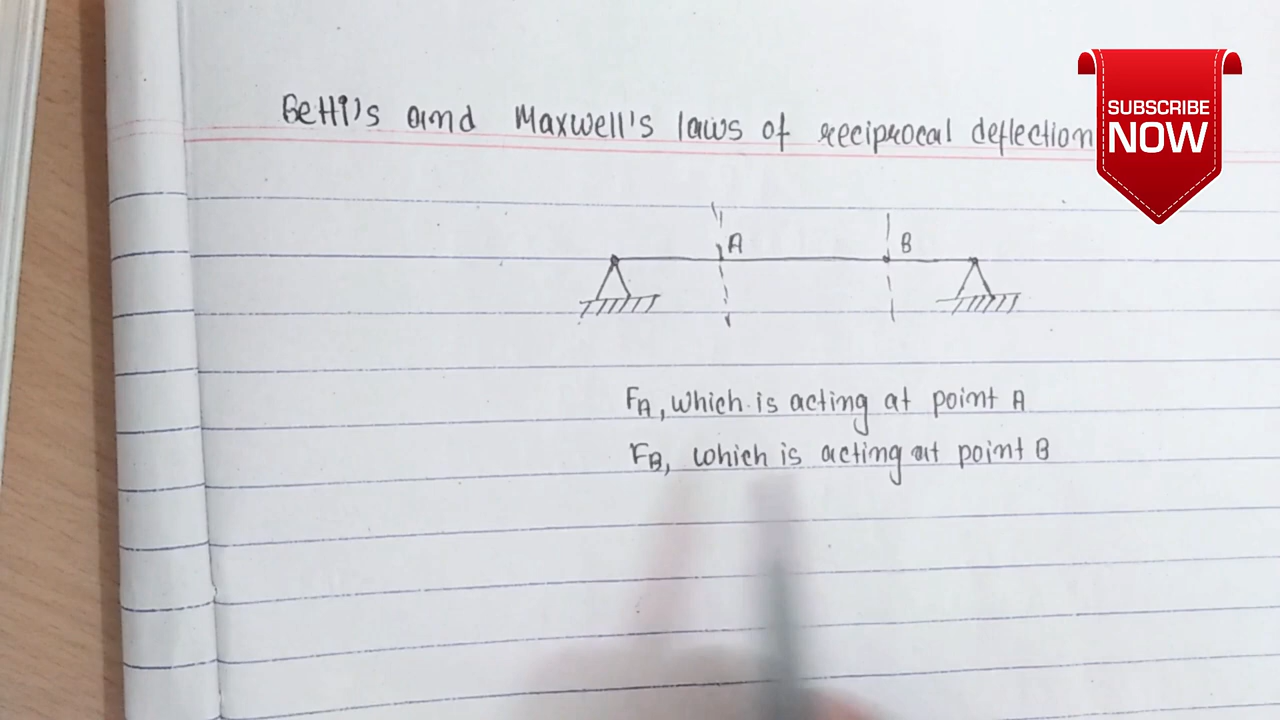 Betti's and Maxwell's laws of reciprocal deflection
SUBSCRIBE
NOW
A
B
FA, which is acting at point A
FB, which is acting at point B